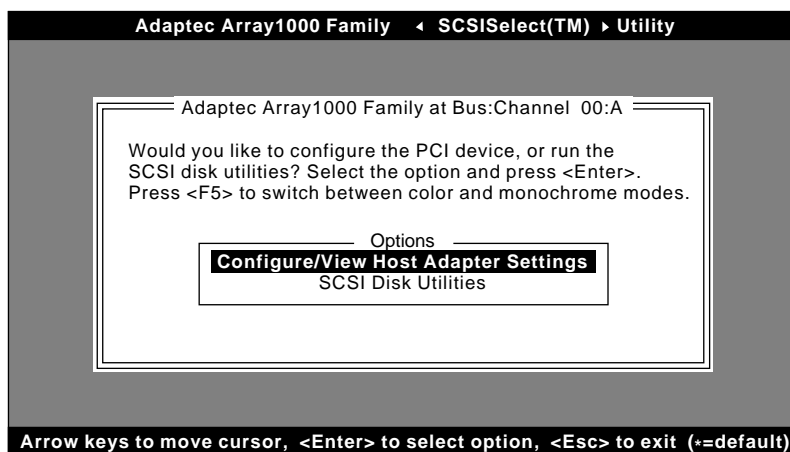 Adaptec Array1000 Family ◂ SCSISelect(TM) ▸ Utility
Adaptec Array1000 Family at Bus:Channel 00:A
Would you like to configure the PCI device, or run the
SCSI disk utilities? Select the option and press <Enter>.
Press <F5> to switch between color and monochrome modes.
Options
Configure/View Host Adapter Settings
SCSI Disk Utilities
Arrow keys to move cursor, <Enter> to select option, <Esc> to exit (*=default)